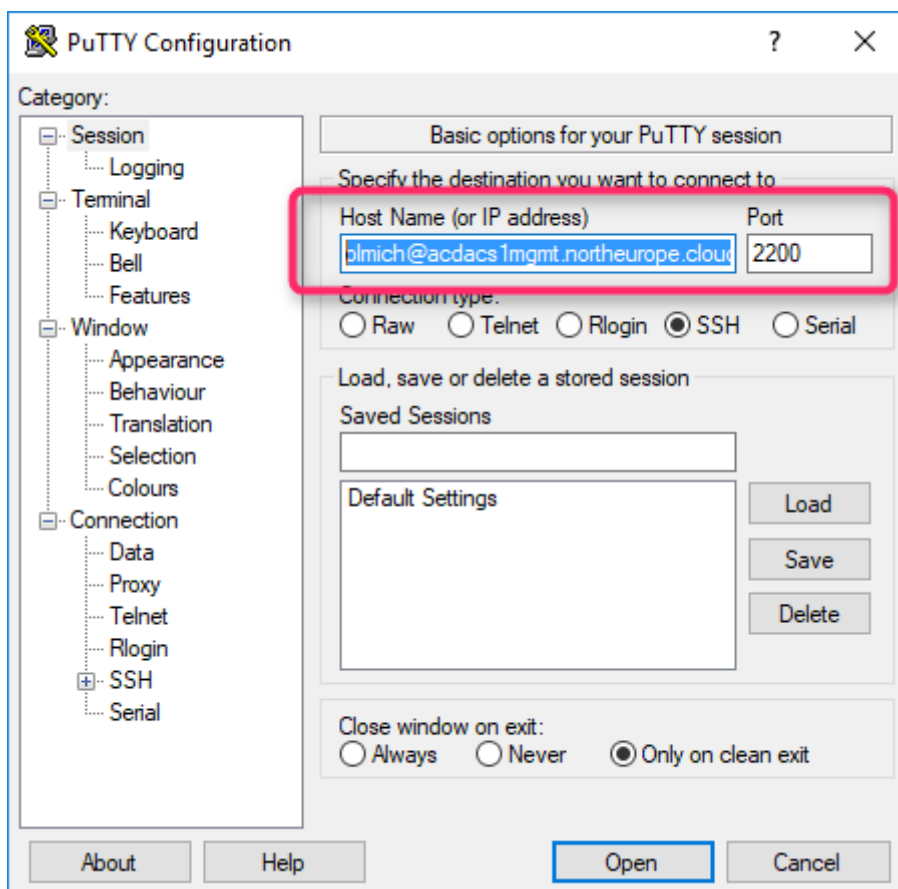 PuTTY Configuration
?
Category:
Session
Logging
Terminal
Keyboard
Bell
Features
Window
Appearance
Behaviour
Translation
Selection
Colours
Connection
Data
Proxy
Telnet
Rlogin
SSH
Serial
Basic options for your PuTTY session
Specify the destination you want to connect to
Host Name (or IP address) Port
olmich@acdacs1mgmt.northeurope.cloud 2200
Connection type:
Raw Telnet Rlogin SSH Serial
Load, save or delete a stored session
Saved Sessions
Default Settings
Load
Save
Delete
Close window on exit:
Always Never Only on clean exit
About Help Open Cancel